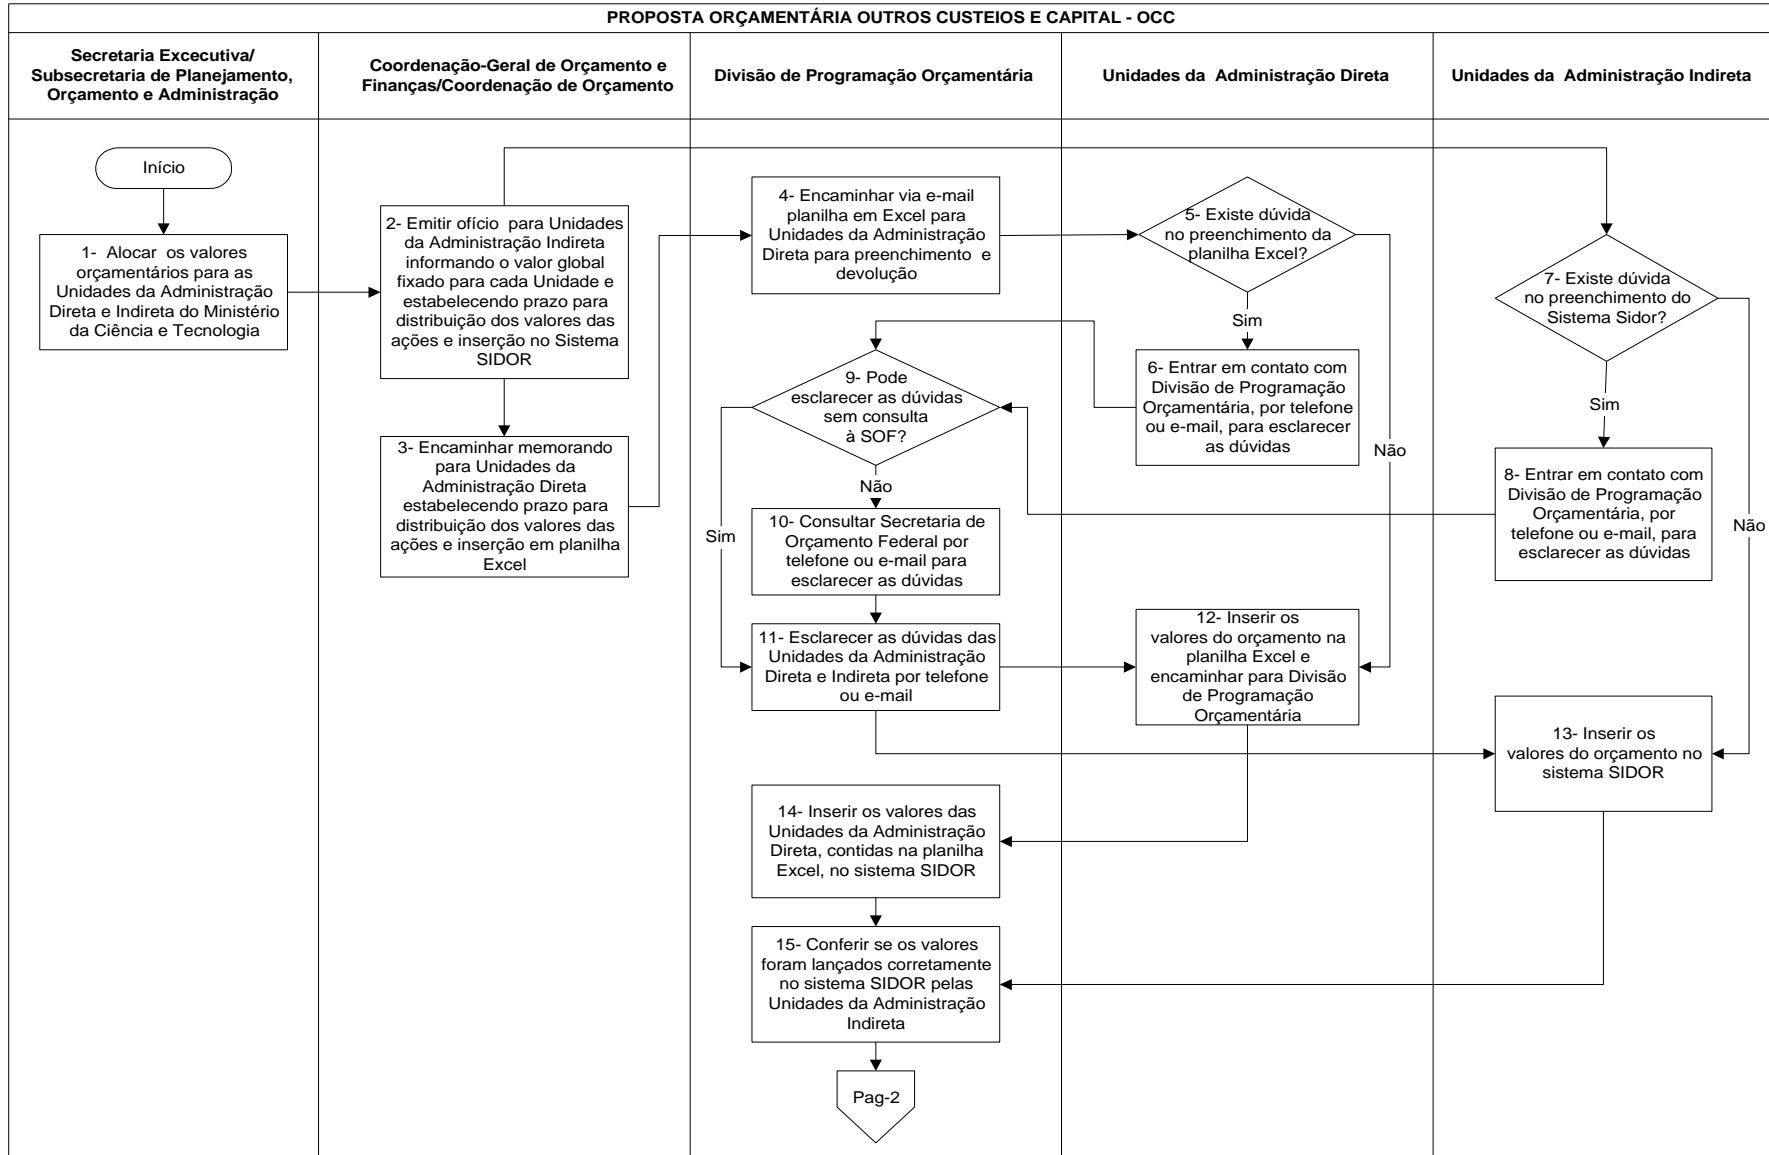 PROPOSTA ORÇAMENTÁRIA OUTROS CUSTEIOS E CAPITAL - OCC
Secretaria Excecutiva/
Subsecretaria de Planejamento,
Orçamento e Administração
Coordenação-Geral de Orçamento e
Finanças/Coordenação de Orçamento
Divisão de Programação Orçamentária
Unidades da Administração Direta
Unidades da Administração Indireta
Início
1- Alocar os valores
orçamentários para as
Unidades da Administração
Direta e Indireta do Ministério
da Ciência e Tecnologia
2- Emitir ofício para Unidades
da Administração Indireta
informando o valor global
fixado para cada Unidade e
estabelecendo prazo para
distribuição dos valores das
ações e inserção no Sistema
SIDOR
3- Encaminhar memorando
para Unidades da
Administração Direta
estabelecendo prazo para
distribuição dos valores das
ações e inserção em planilha
Excel
4- Encaminhar via e-mail
planilha em Excel para
Unidades da Administração
Direta para preenchimento e
devolução
5- Existe dúvida
no preenchimento da
planilha Excel?
Sim
Não
6- Entrar em contato com
Divisão de Programação
Orçamentária, por telefone
ou e-mail, para esclarecer
as dúvidas
7- Existe dúvida
no preenchimento do
Sistema Sidor?
Sim
Não
8- Entrar em contato com
Divisão de Programação
Orçamentária, por
telefone ou e-mail, para
esclarecer as dúvidas
9- Pode
esclarecer as dúvidas
sem consulta
à SOF?
Não
Sim
10- Consultar Secretaria de
Orçamento Federal por
telefone ou e-mail para
esclarecer as dúvidas
11- Esclarecer as dúvidas das
Unidades da Administração
Direta e Indireta por telefone
ou e-mail
12- Inserir os
valores do orçamento na
planilha Excel e
encaminhar para Divisão
de Programação
Orçamentária
13- Inserir os
valores do orçamento no
sistema SIDOR
14- Inserir os valores das
Unidades da Administração
Direta, contidas na planilha
Excel, no sistema SIDOR
15- Conferir se os valores
foram lançados corretamente
no sistema SIDOR pelas
Unidades da Administração
Indireta
Pag-2